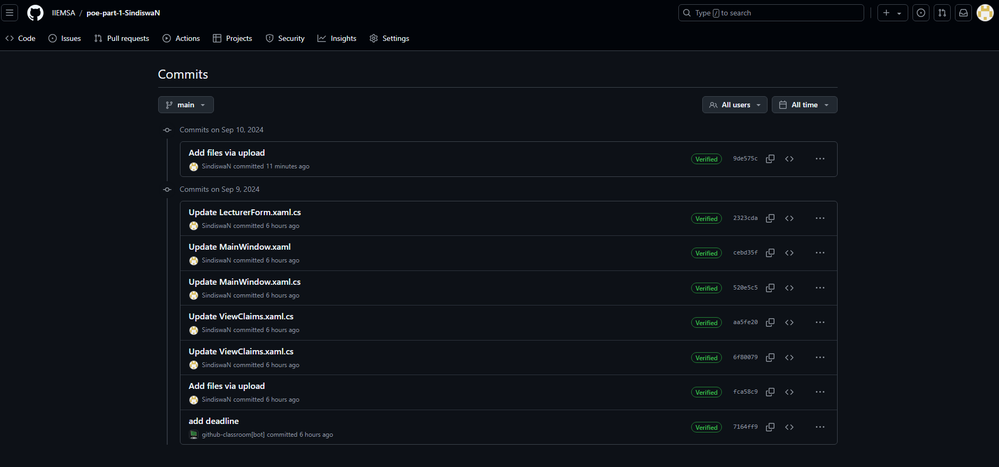 IIEMSA / poe-part-1-SindiswaN
Type / to search
Code Issues Pull requests Actions Projects Security Insights Settings
Commits
main All users All time
Commits on Sep 10, 2024
Add files via upload
SindiswaN committed 11 minutes ago
Verified 9de575c
Commits on Sep 9, 2024
Update LecturerForm.xaml.cs
SindiswaN committed 6 hours ago
Verified 2323cda
Update MainWindow.xaml
SindiswaN committed 6 hours ago
Verified cebd35f
Update MainWindow.xaml.cs
SindiswaN committed 6 hours ago
Verified 520e5c5
Update ViewClaims.xaml.cs
SindiswaN committed 6 hours ago
Verified aa5fe20
Update ViewClaims.xaml.cs
SindiswaN committed 6 hours ago
Verified 6f80079
Add files via upload
SindiswaN committed 6 hours ago
Verified fca58c9
add deadline
github-classroom[bot] committed 6 hours ago
Verified 7164ff9